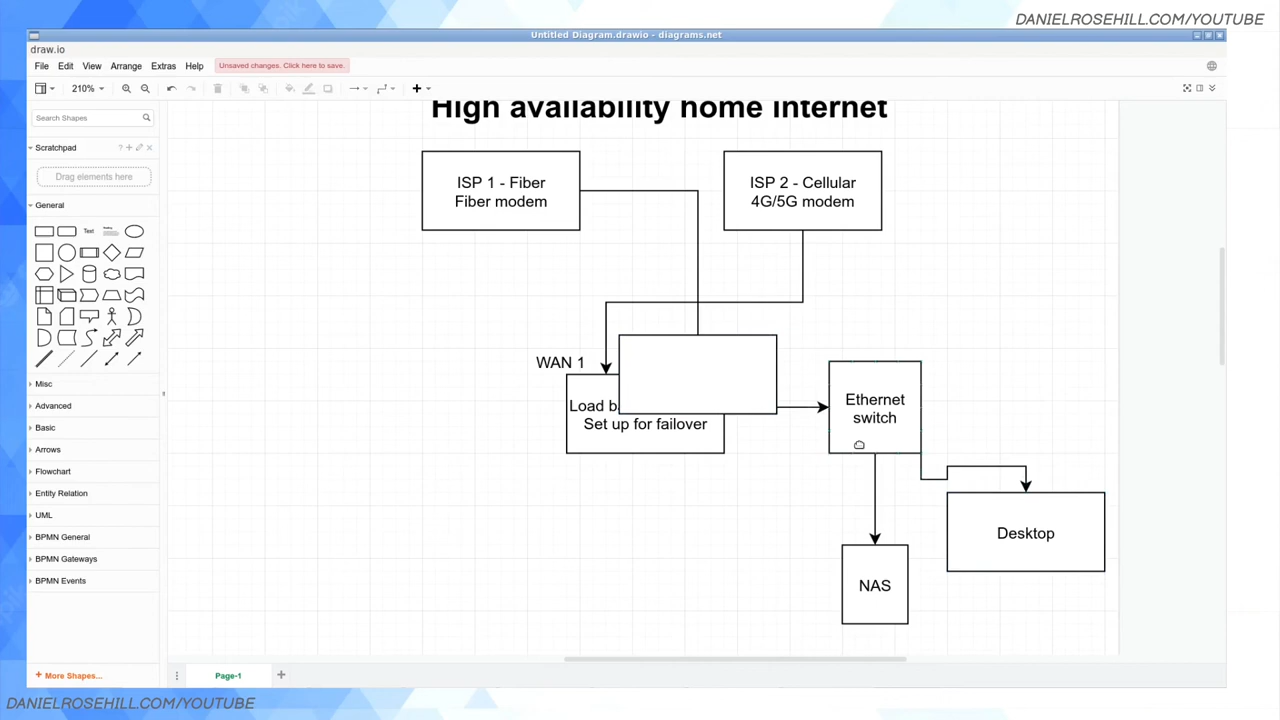 DANIELROSEHILL.COM/YOUTUBE
Untitled Diagram.drawio - diagrams.net
draw.io
File Edit View Arrange Extras Help Unsaved changes. Click here to save.
210%
Search Shapes
Scratchpad
Drag elements here
General
Text
Heading
Misc
Advanced
Basic
Arrows
Flowchart
Entity Relation
UML
BPMN General
BPMN Gateways
BPMN Events
+ More Shapes...
High availability home internet
ISP 1 - Fiber
Fiber modem
ISP 2 - Cellular
4G/5G modem
WAN 1
Load b
Set up for failover
Ethernet
switch
Desktop
NAS
Page-1
DANIELROSEHILL.COM/YOUTUBE